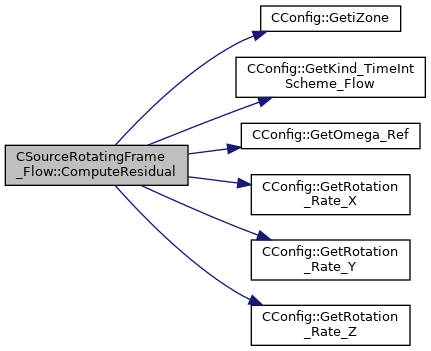 CConfig::GetiZone
CConfig::GetKind_TimeInt
Scheme_Flow
CConfig::GetOmega_Ref
CSourceRotatingFrame
_Flow::ComputeResidual
CConfig::GetRotation
_Rate_X
CConfig::GetRotation
_Rate_Y
CConfig::GetRotation
_Rate_Z